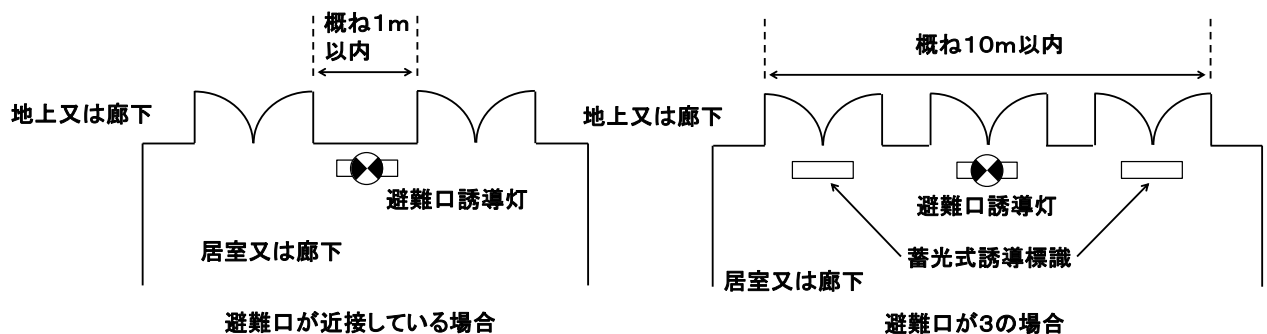 概ね1m
以内
地上又は廊下
避難口誘導灯
居室又は廊下
避難口が近接している場合
概ね10m以内
地上又は廊下
避難口誘導灯
蓄光式誘導標識
居室又は廊下
避難口が3の場合